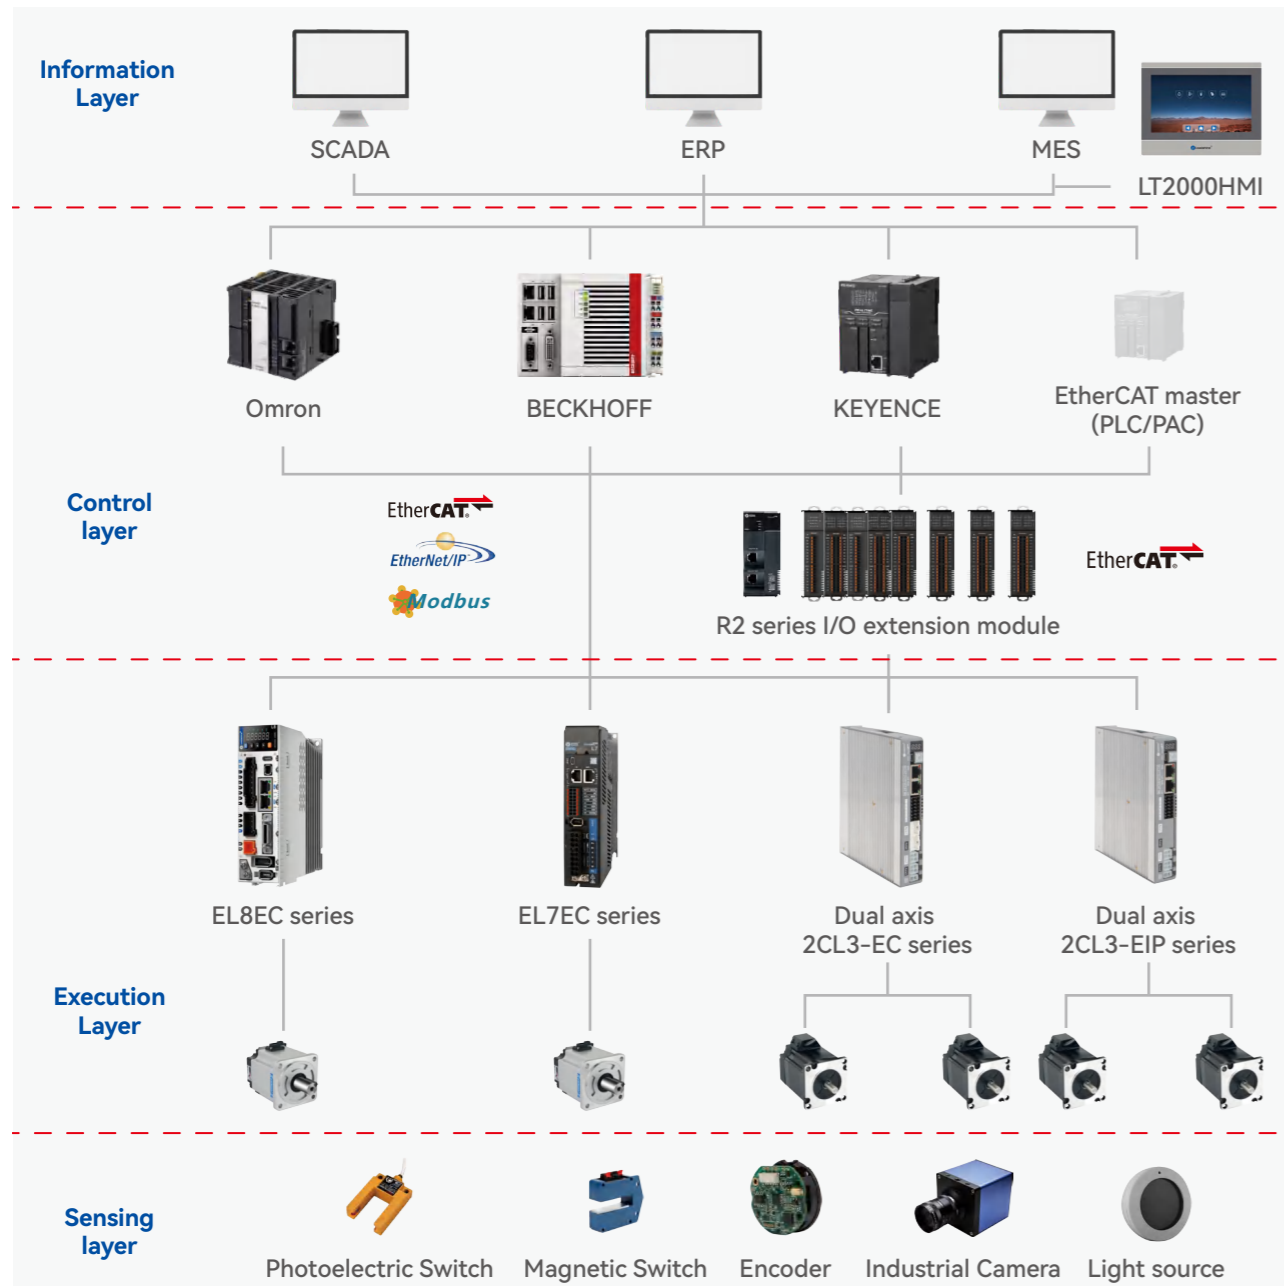 Information
Layer
SCADA
ERP
MES
LT2000HMI
Omron
BECKHOFF
KEYENCE
EtherCAT master
(PLC/PAC)
Control
layer
EtherCAT
EtherNet/IP
Modbus
EtherCAT
R2 series I/O extension module
EL8EC series
EL7EC series
Dual axis
2CL3-EC series
Dual axis
2CL3-EIP series
Execution
Layer
Sensing
layer
Photoelectric Switch
Magnetic Switch
Encoder
Industrial Camera
Light source